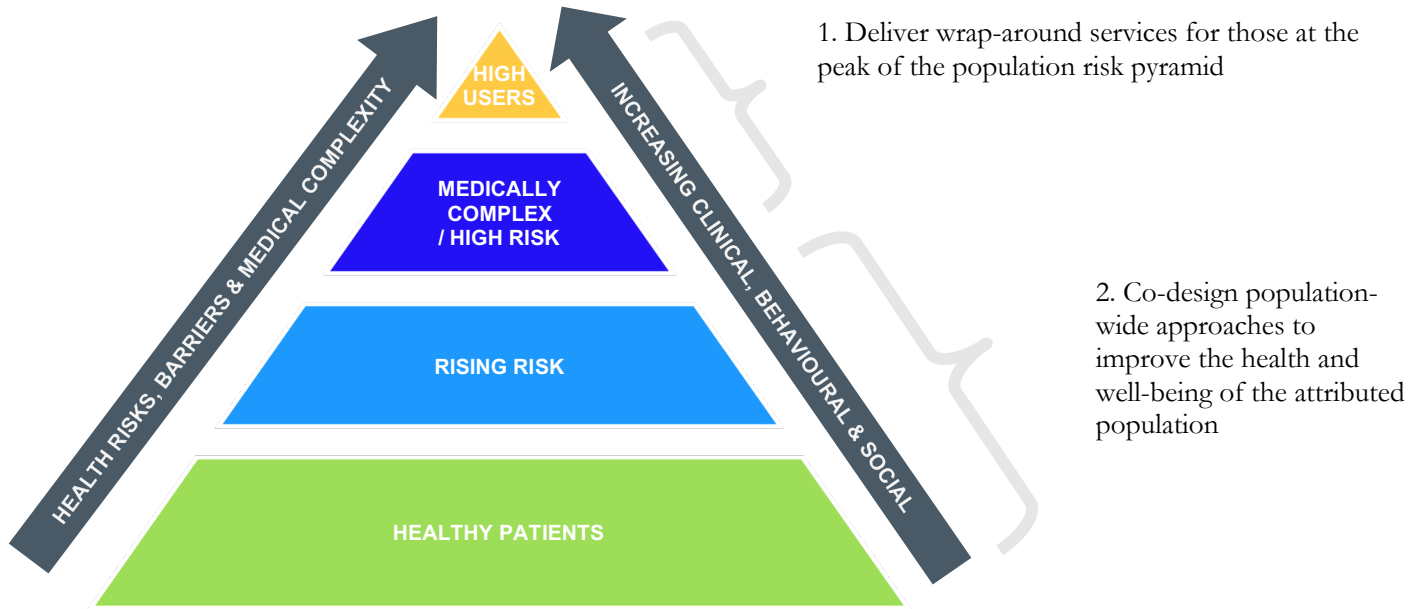 1. Deliver wrap-around services for those at the
peak of the population risk pyramid
HIGH
USERS
HEALTH RISKS, BARRIERS & MEDICAL COMPLEXITY
INCREASING CLINICAL, BEHAVIOURAL & SOCIAL
MEDICALLY
COMPLEX
/ HIGH RISK
2. Co-design population-
wide approaches to
improve the health and
well-being of the attributed
population
RISING RISK
HEALTHY PATIENTS